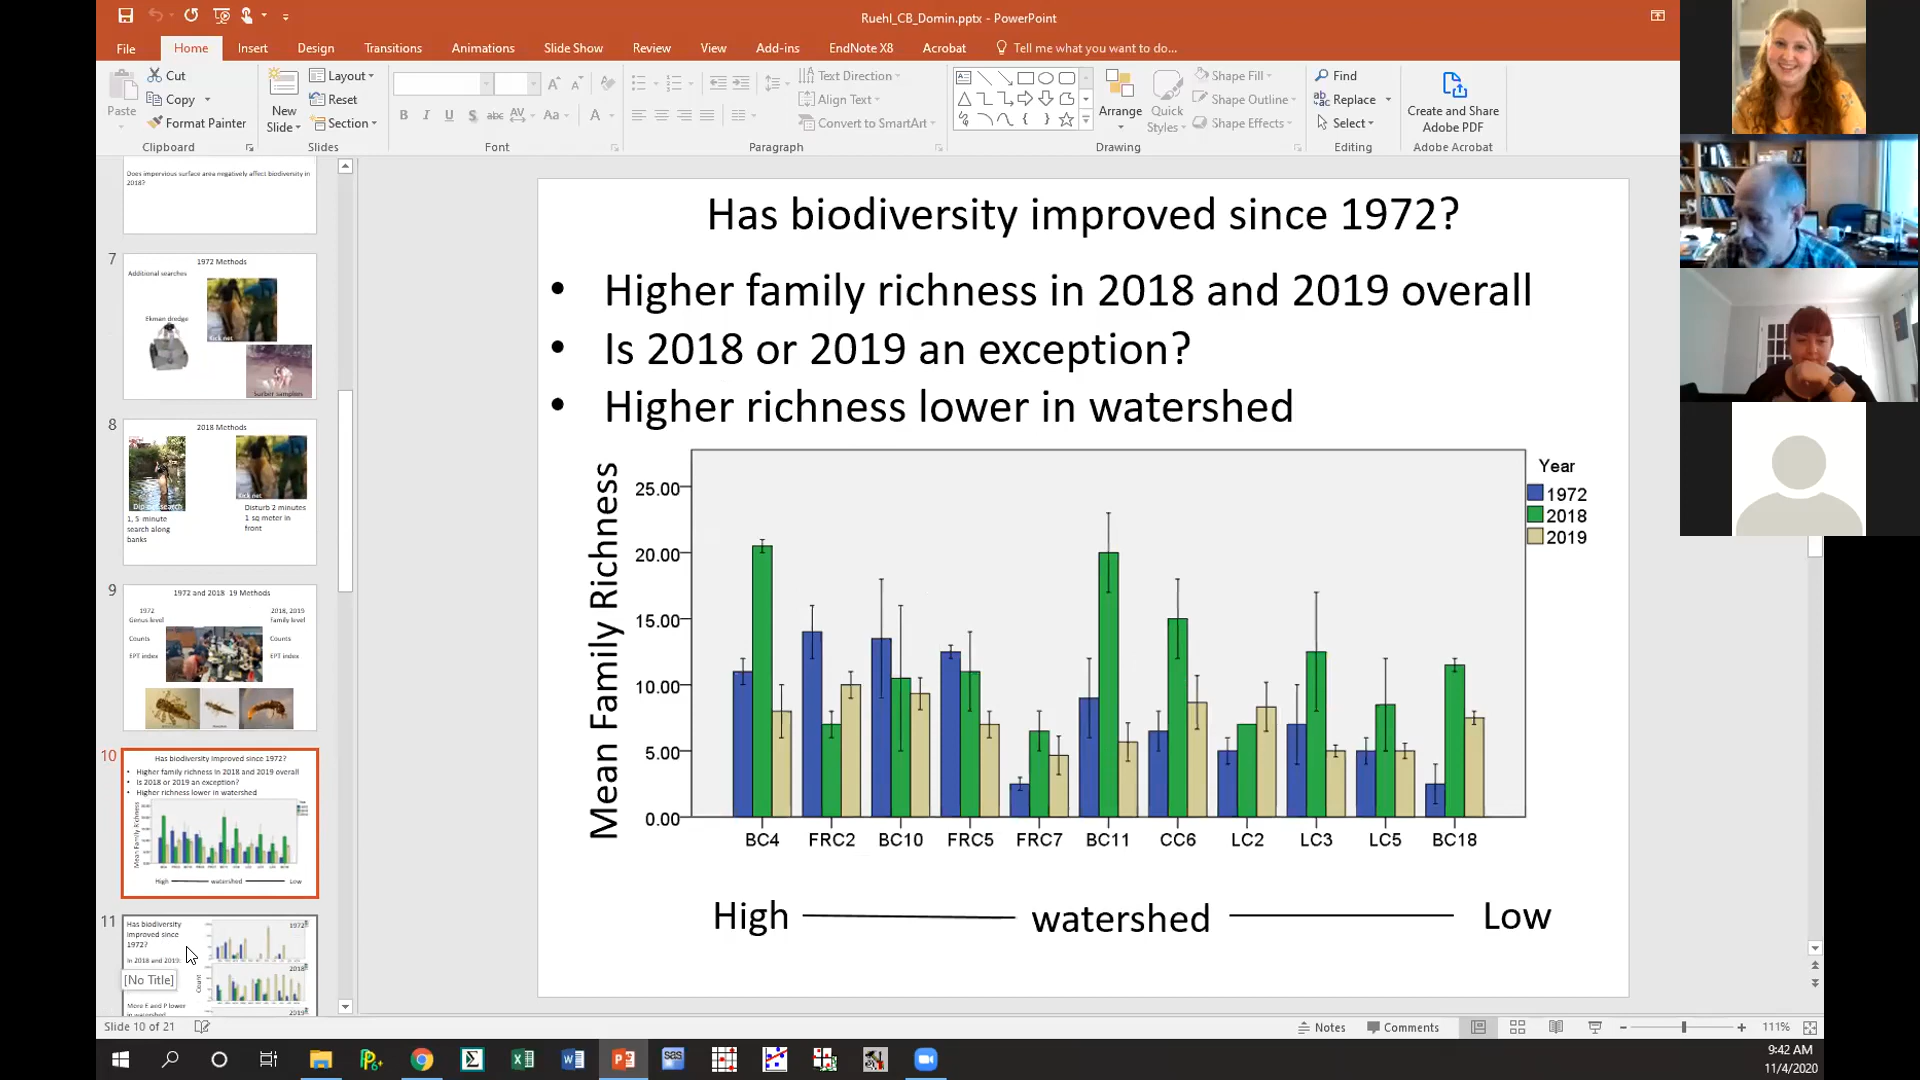 Ruehl_CB_Domin.pptx - PowerPoint
File Home Insert Design Transitions Animations Slide Show Review View Add-ins EndNote X8 Acrobat Tell me what you want to do...
Paste
Cut
Copy
Format Painter
Clipboard
New Slide
Layout
Reset
Section
Slides
B I U S abc AV Aa A
Font
Text Direction
Align Text
Convert to SmartArt
Paragraph
Arrange
Quick Styles
Shape Fill
Shape Outline
Shape Effects
Drawing
Find
Replace
Select
Editing
Create and Share
Adobe PDF
Adobe Acrobat
Does impervious surface area negatively affect biodiversity in
2018?
7
1972 Methods
Additional searches
Ekman dredge
Kick net
Surber samplers
8
2018 Methods
Kick net
1, 5 minute
search along
banks
Disturb 2 minutes
1 sq meter in
front
9
1972 and 2018 19 Methods
1972
Genus level
Counts
EPT index
2018, 2019
Family level
Counts
EPT index
10
Has biodiversity improved since 1972?
• Higher family richness in 2018 and 2019 overall
• Is 2018 or 2019 an exception?
• Higher richness lower in watershed
Mean Family Richness
High watershed Low
11
Has biodiversity
improved since
1972?
In 2018 and 2019:
[No Title]
More E and P lower
in watershed
1972
2018
2019
Count
Has biodiversity improved since 1972?
• Higher family richness in 2018 and 2019 overall
• Is 2018 or 2019 an exception?
• Higher richness lower in watershed
Mean Family Richness
25.00
20.00
15.00
10.00
5.00
0.00
BC4 FRC2 BC10 FRC5 FRC7 BC11 CC6 LC2 LC3 LC5 BC18
Year
1972
2018
2019
High watershed Low
Slide 10 of 21
Notes
Comments
111%
sas
9:42 AM
11/4/2020